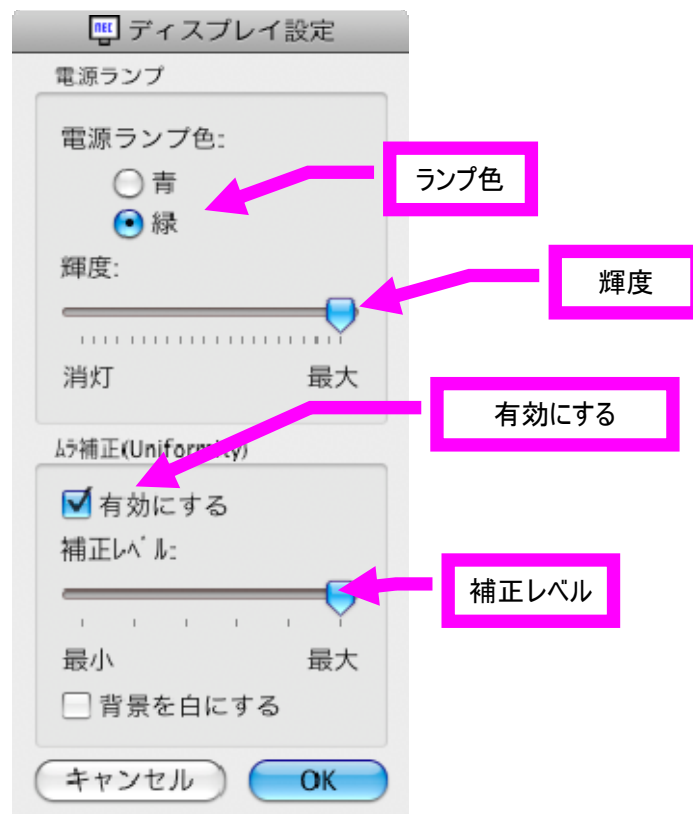 NEC ディスプレイ設定
電源ランプ
電源ランプ色:
ランプ色
青
緑
輝度:
輝度
消灯 最大
有効にする
ﾑﾗ補正(Uniformity)
有効にする
補正ﾚﾍﾞﾙ:
補正レベル
最小 最大
背景を白にする
キャンセル OK